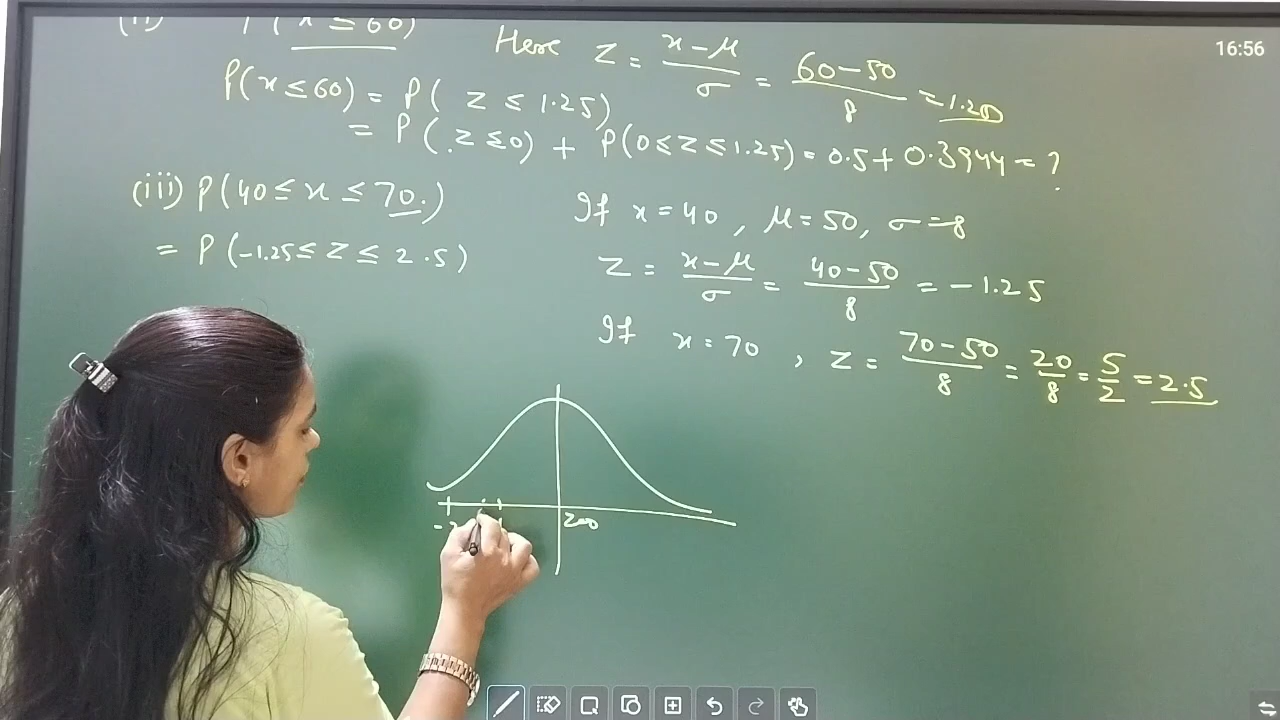 (ii) P(x ≤ 60)
Here Z = x-μ/σ = 60-50/8 = 1.25
16:56
P(x ≤ 60) = P( Z ≤ 1.25)
= P( Z ≤ 0) + P(0 ≤ Z ≤ 1.25) = 0.5 + 0.3944 = ?
(iii) P(40 ≤ x ≤ 70.)
If x = 40, μ = 50, σ = 8
= P(-1.25 ≤ Z ≤ 2.5)
Z = x-μ/σ = 40-50/8 = -1.25
If x = 70, Z = 70-50/8 = 20/8 = 5/2 = 2.5
Z=0